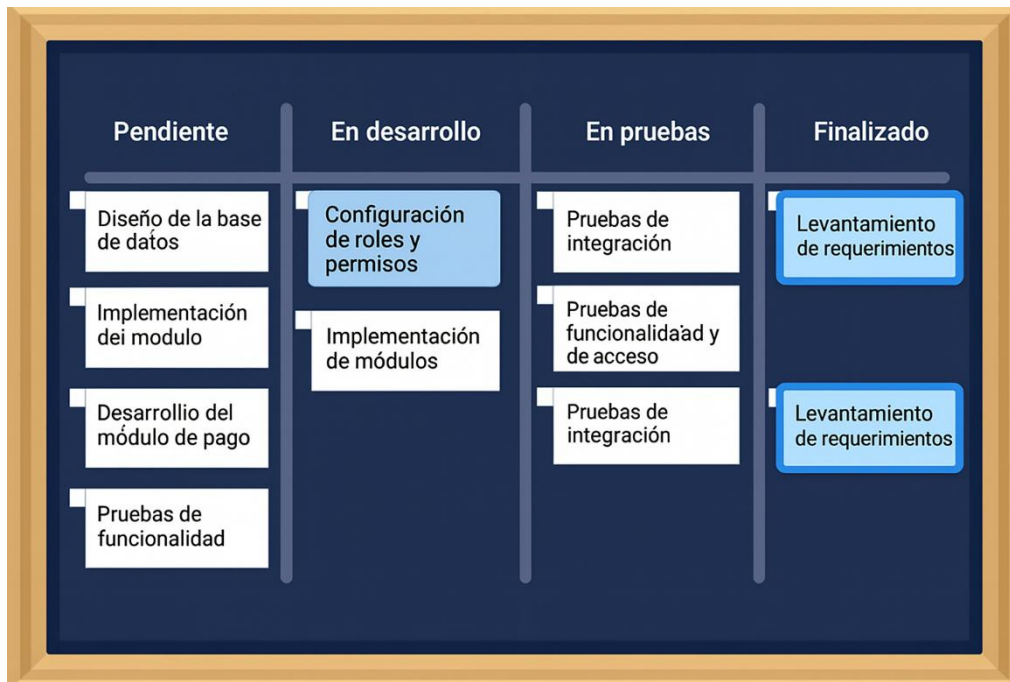 Pendiente
Diseño de la base
de datos
Implementación
dei modulo
Desarrollio del
módulo de pago
Pruebas de
funcionalidad
En desarrollo
Configuración
de roles y
permisos
Implementación
de módulos
En pruebas
Pruebas de
integración
Pruebas de
funcionalidaad y
de acceso
Pruebas de
integración
Finalizado
Levantamiento
de requerimientos
Levantamiento
de requerimientos